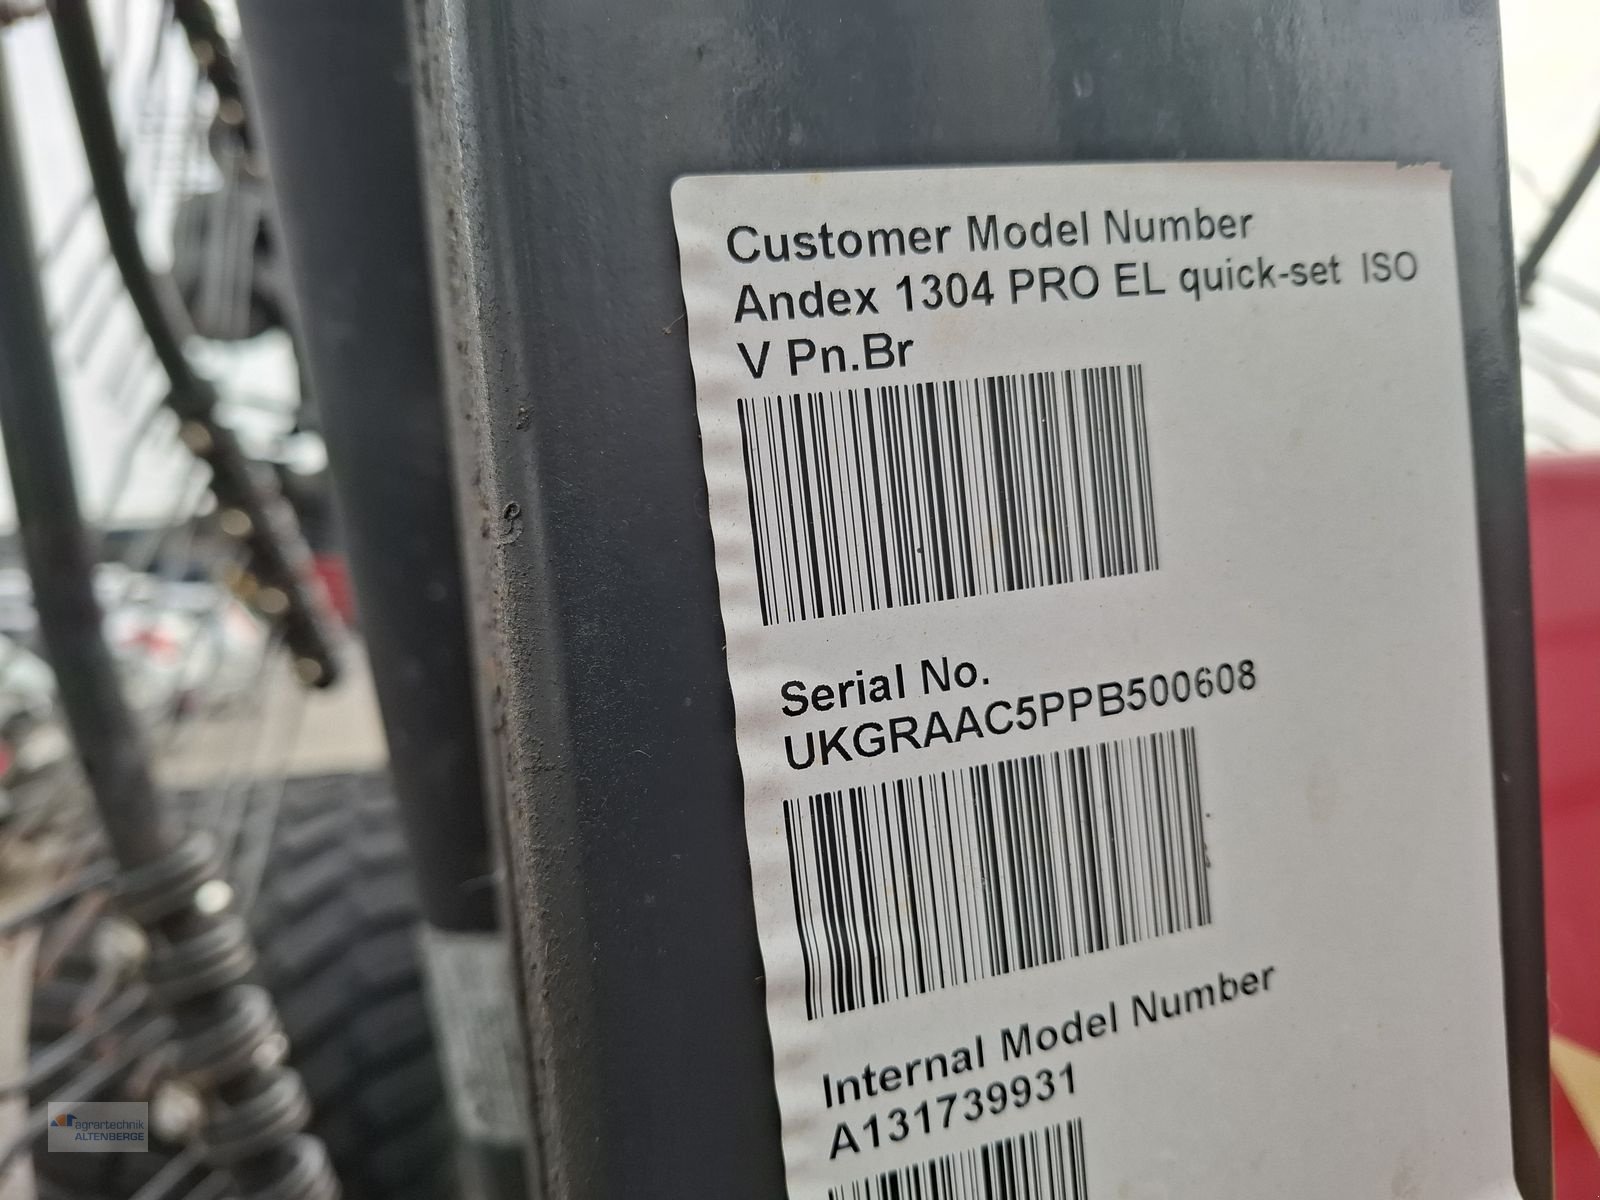 Customer Model Number
Andex 1304 PRO EL quick-set ISO
V Pn.Br
Serial No.
UKGRAAC5PPB500608
Internal Model Number
A131739931
agrartechnik
ALTENBERGE